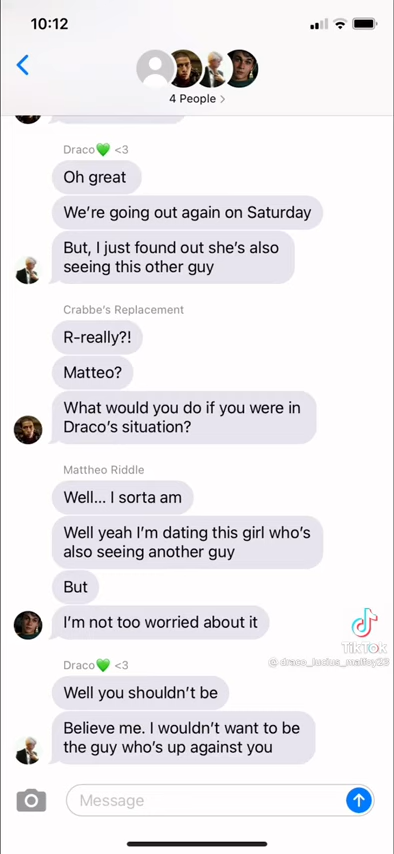 10:12
4 People >
Draco💚 <3
Oh great
We're going out again on Saturday
But, I just found out she's also
seeing this other guy
Crabbe's Replacement
R-really?!
Matteo?
What would you do if you were in
Draco's situation?
Mattheo Riddle
Well... I sorta am
Well yeah I'm dating this girl who's
also seeing another guy
But
I'm not too worried about it
TikTok
@draco_lucius_malfoy23
Draco💚 <3
Well you shouldn't be
Believe me. I wouldn't want to be
the guy who's up against you
Message